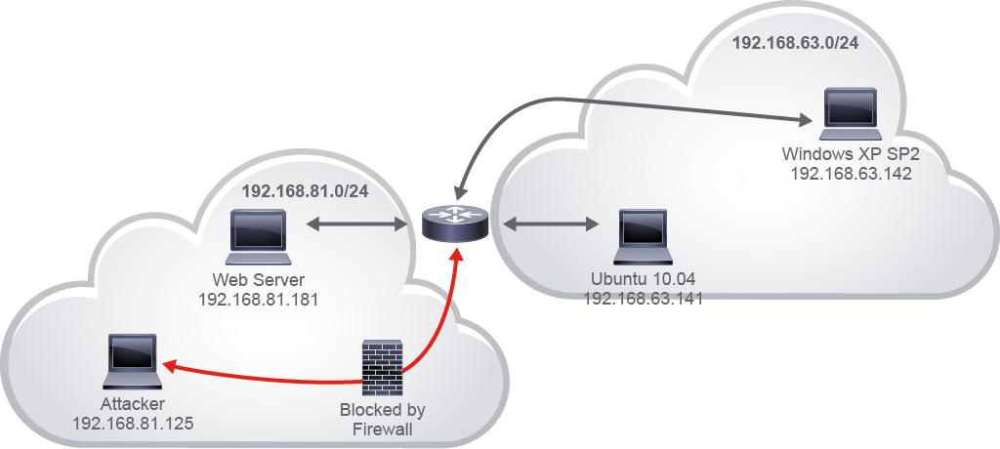 192.168.63.0/24
Windows XP SP2
192.168.63.142
192.168.81.0/24
Web Server
192.168.81.181
Ubuntu 10.04
192.168.63.141
Attacker
192.168.81.125
Blocked by
Firewall